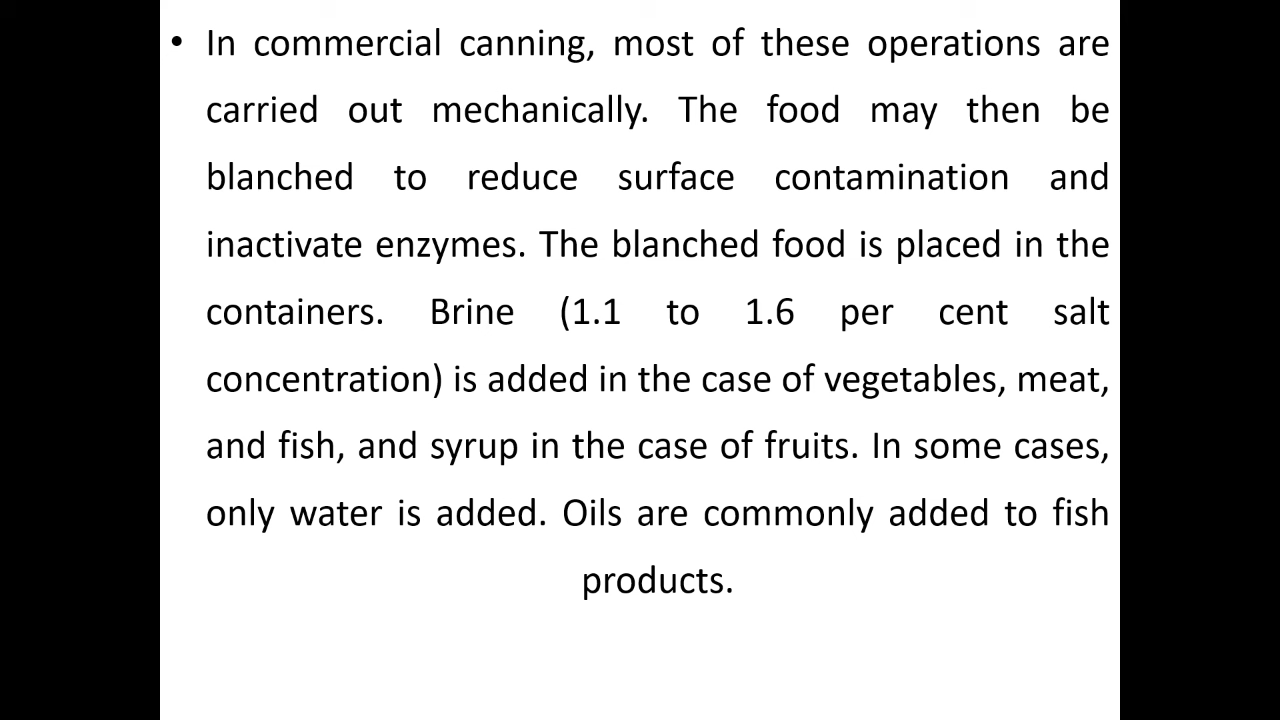 • In commercial canning, most of these operations are
carried out mechanically. The food may then be
blanched to reduce surface contamination and
inactivate enzymes. The blanched food is placed in the
containers. Brine (1.1 to 1.6 per cent salt
concentration) is added in the case of vegetables, meat,
and fish, and syrup in the case of fruits. In some cases,
only water is added. Oils are commonly added to fish
products.